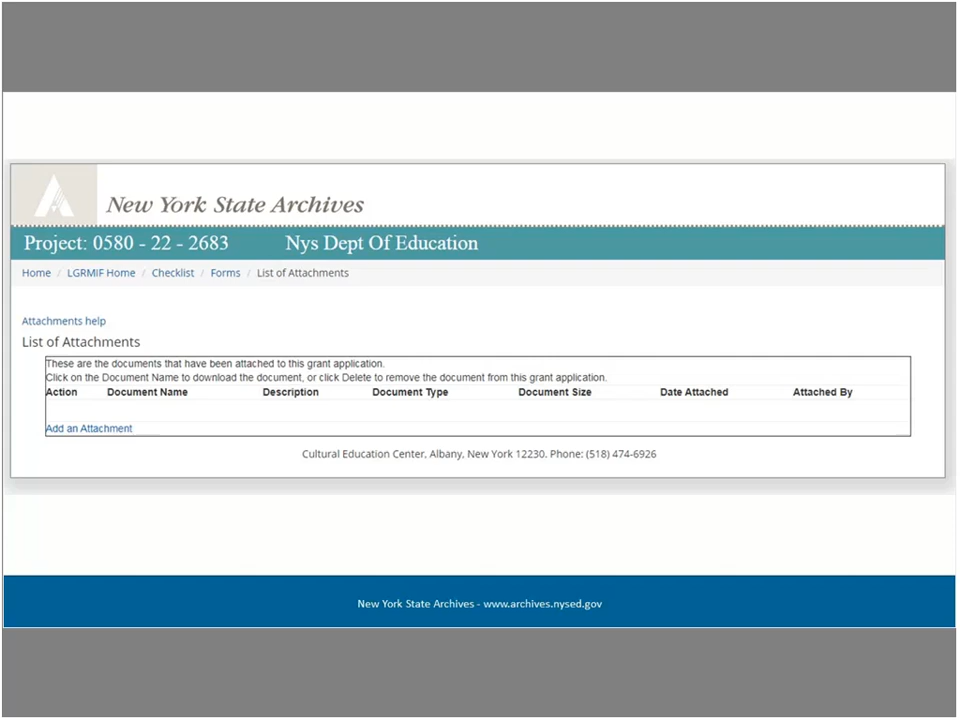 New York State Archives
Project: 0580 - 22 - 2683 Nys Dept Of Education
Home / LGRMIF Home / Checklist / Forms / List of Attachments
Attachments help
List of Attachments
These are the documents that have been attached to this grant application.
Click on the Document Name to download the document, or click Delete to remove the document from this grant application.
Action Document Name Description Document Type Document Size Date Attached Attached By
Add an Attachment
Cultural Education Center, Albany, New York 12230. Phone: (518) 474-6926
New York State Archives - www.archives.nysed.gov